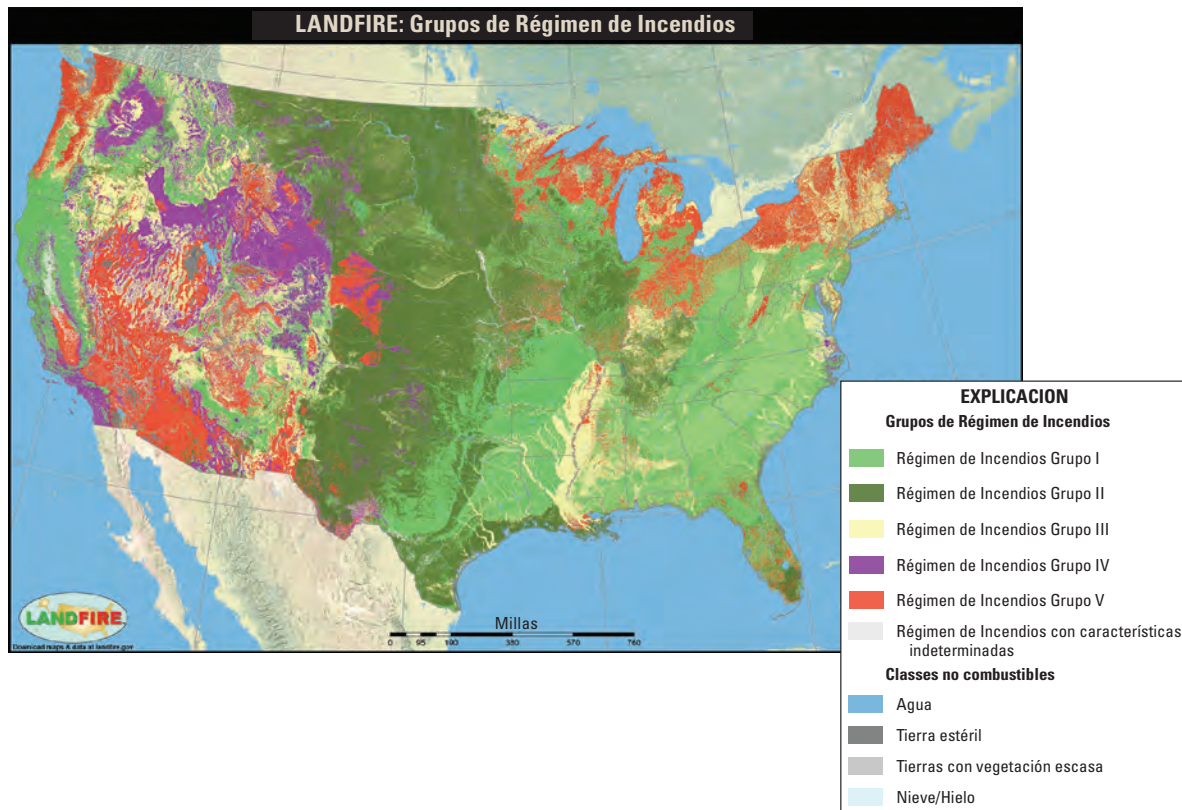 LANDFIRE: Grupos de Régimen de Incendios
LANDFIRE
Download maps & data at landfire.gov
Millas
0 95 190 380 570 760
EXPLICACION
Grupos de Régimen de Incendios
Régimen de Incendios Grupo I
Régimen de Incendios Grupo II
Régimen de Incendios Grupo III
Régimen de Incendios Grupo IV
Régimen de Incendios Grupo V
Régimen de Incendios con características
indeterminadas
Classes no combustibles
Agua
Tierra estéril
Tierras con vegetación escasa
Nieve/Hielo